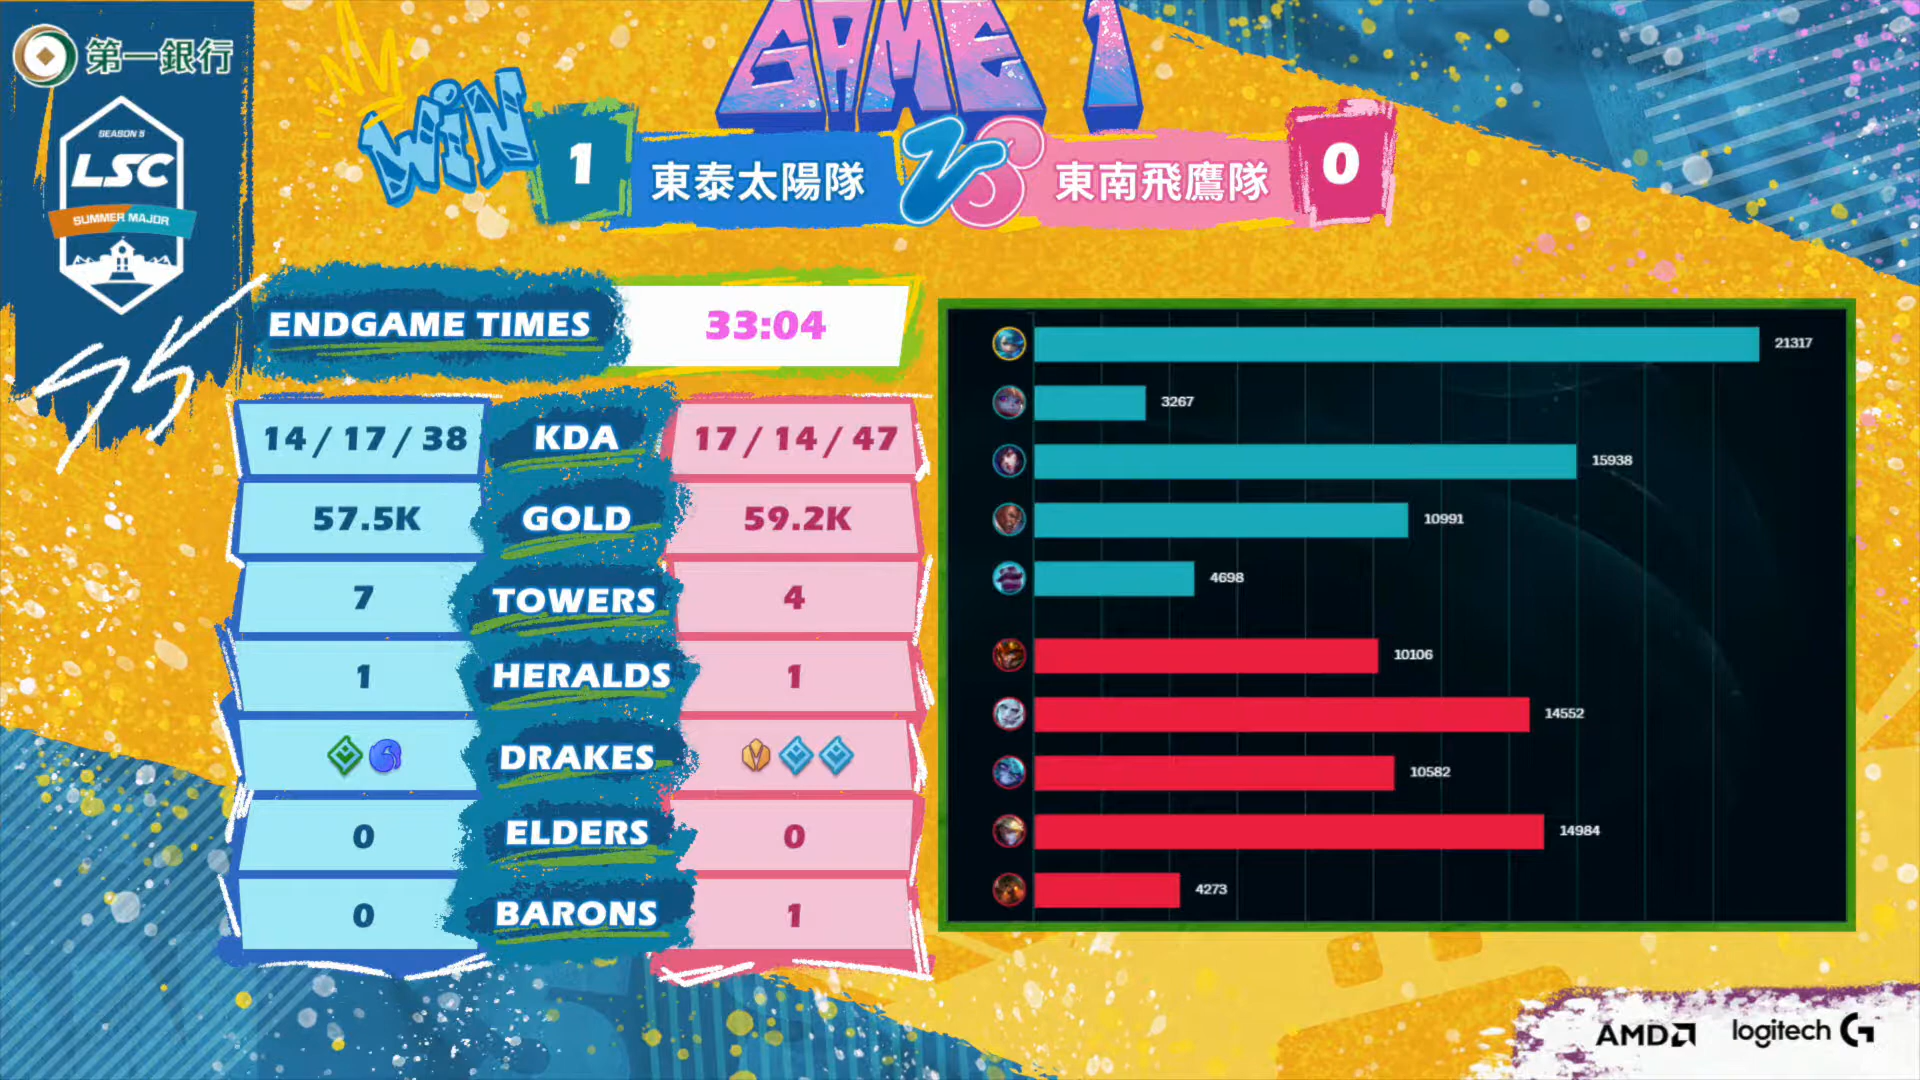 第一銀行
SEASON 5
LSC
SUMMER MAJOR
GAME 1
WIN
1 東泰太陽隊 VS 東南飛鷹隊 0
ENDGAME TIMES 33:04
14 / 17 / 38 KDA 17 / 14 / 47
57.5K GOLD 59.2K
7 TOWERS 4
1 HERALDS 1
DRAKES
0 ELDERS 0
0 BARONS 1
21317
3267
15938
10991
4698
10106
14552
10582
14984
4273
AMD
logitech G